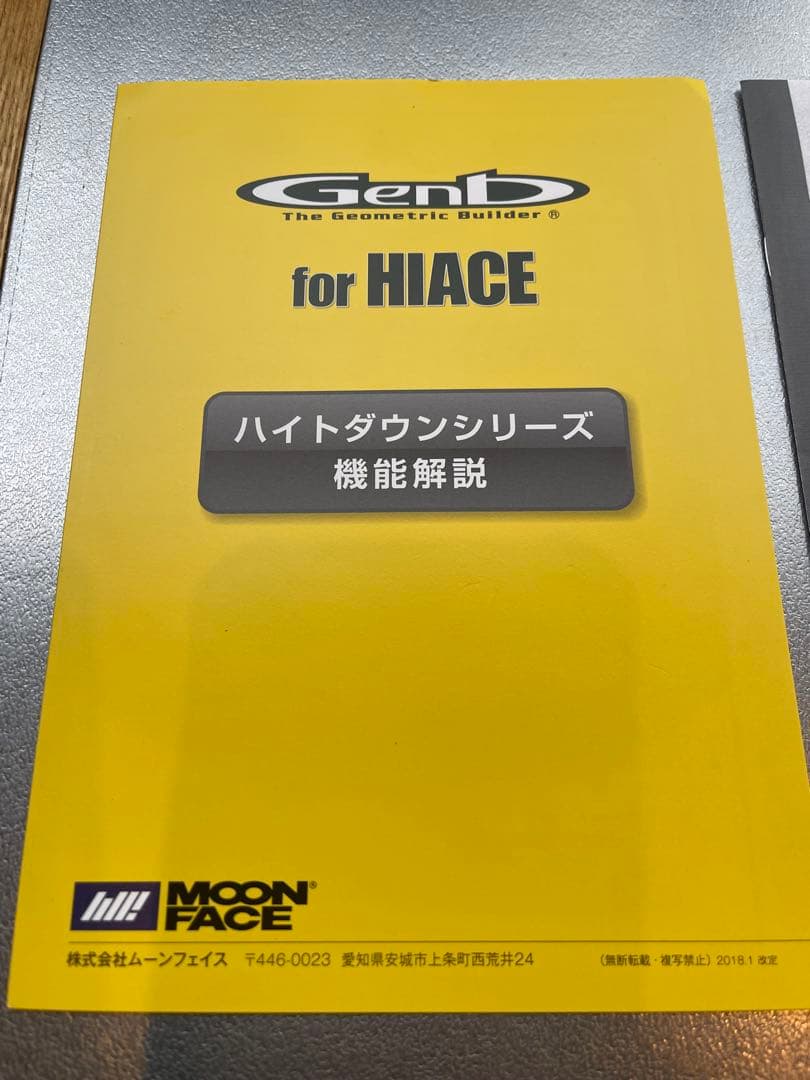 Genb
The Geometric Builder ®
for HIACE
ハイトダウンシリーズ
機能解説
MOON®
FACE
株式会社ムーンフェイス 〒446-0023 愛知県安城市上条町西荒井24 (無断転載・複写禁止) 2018.1 改定